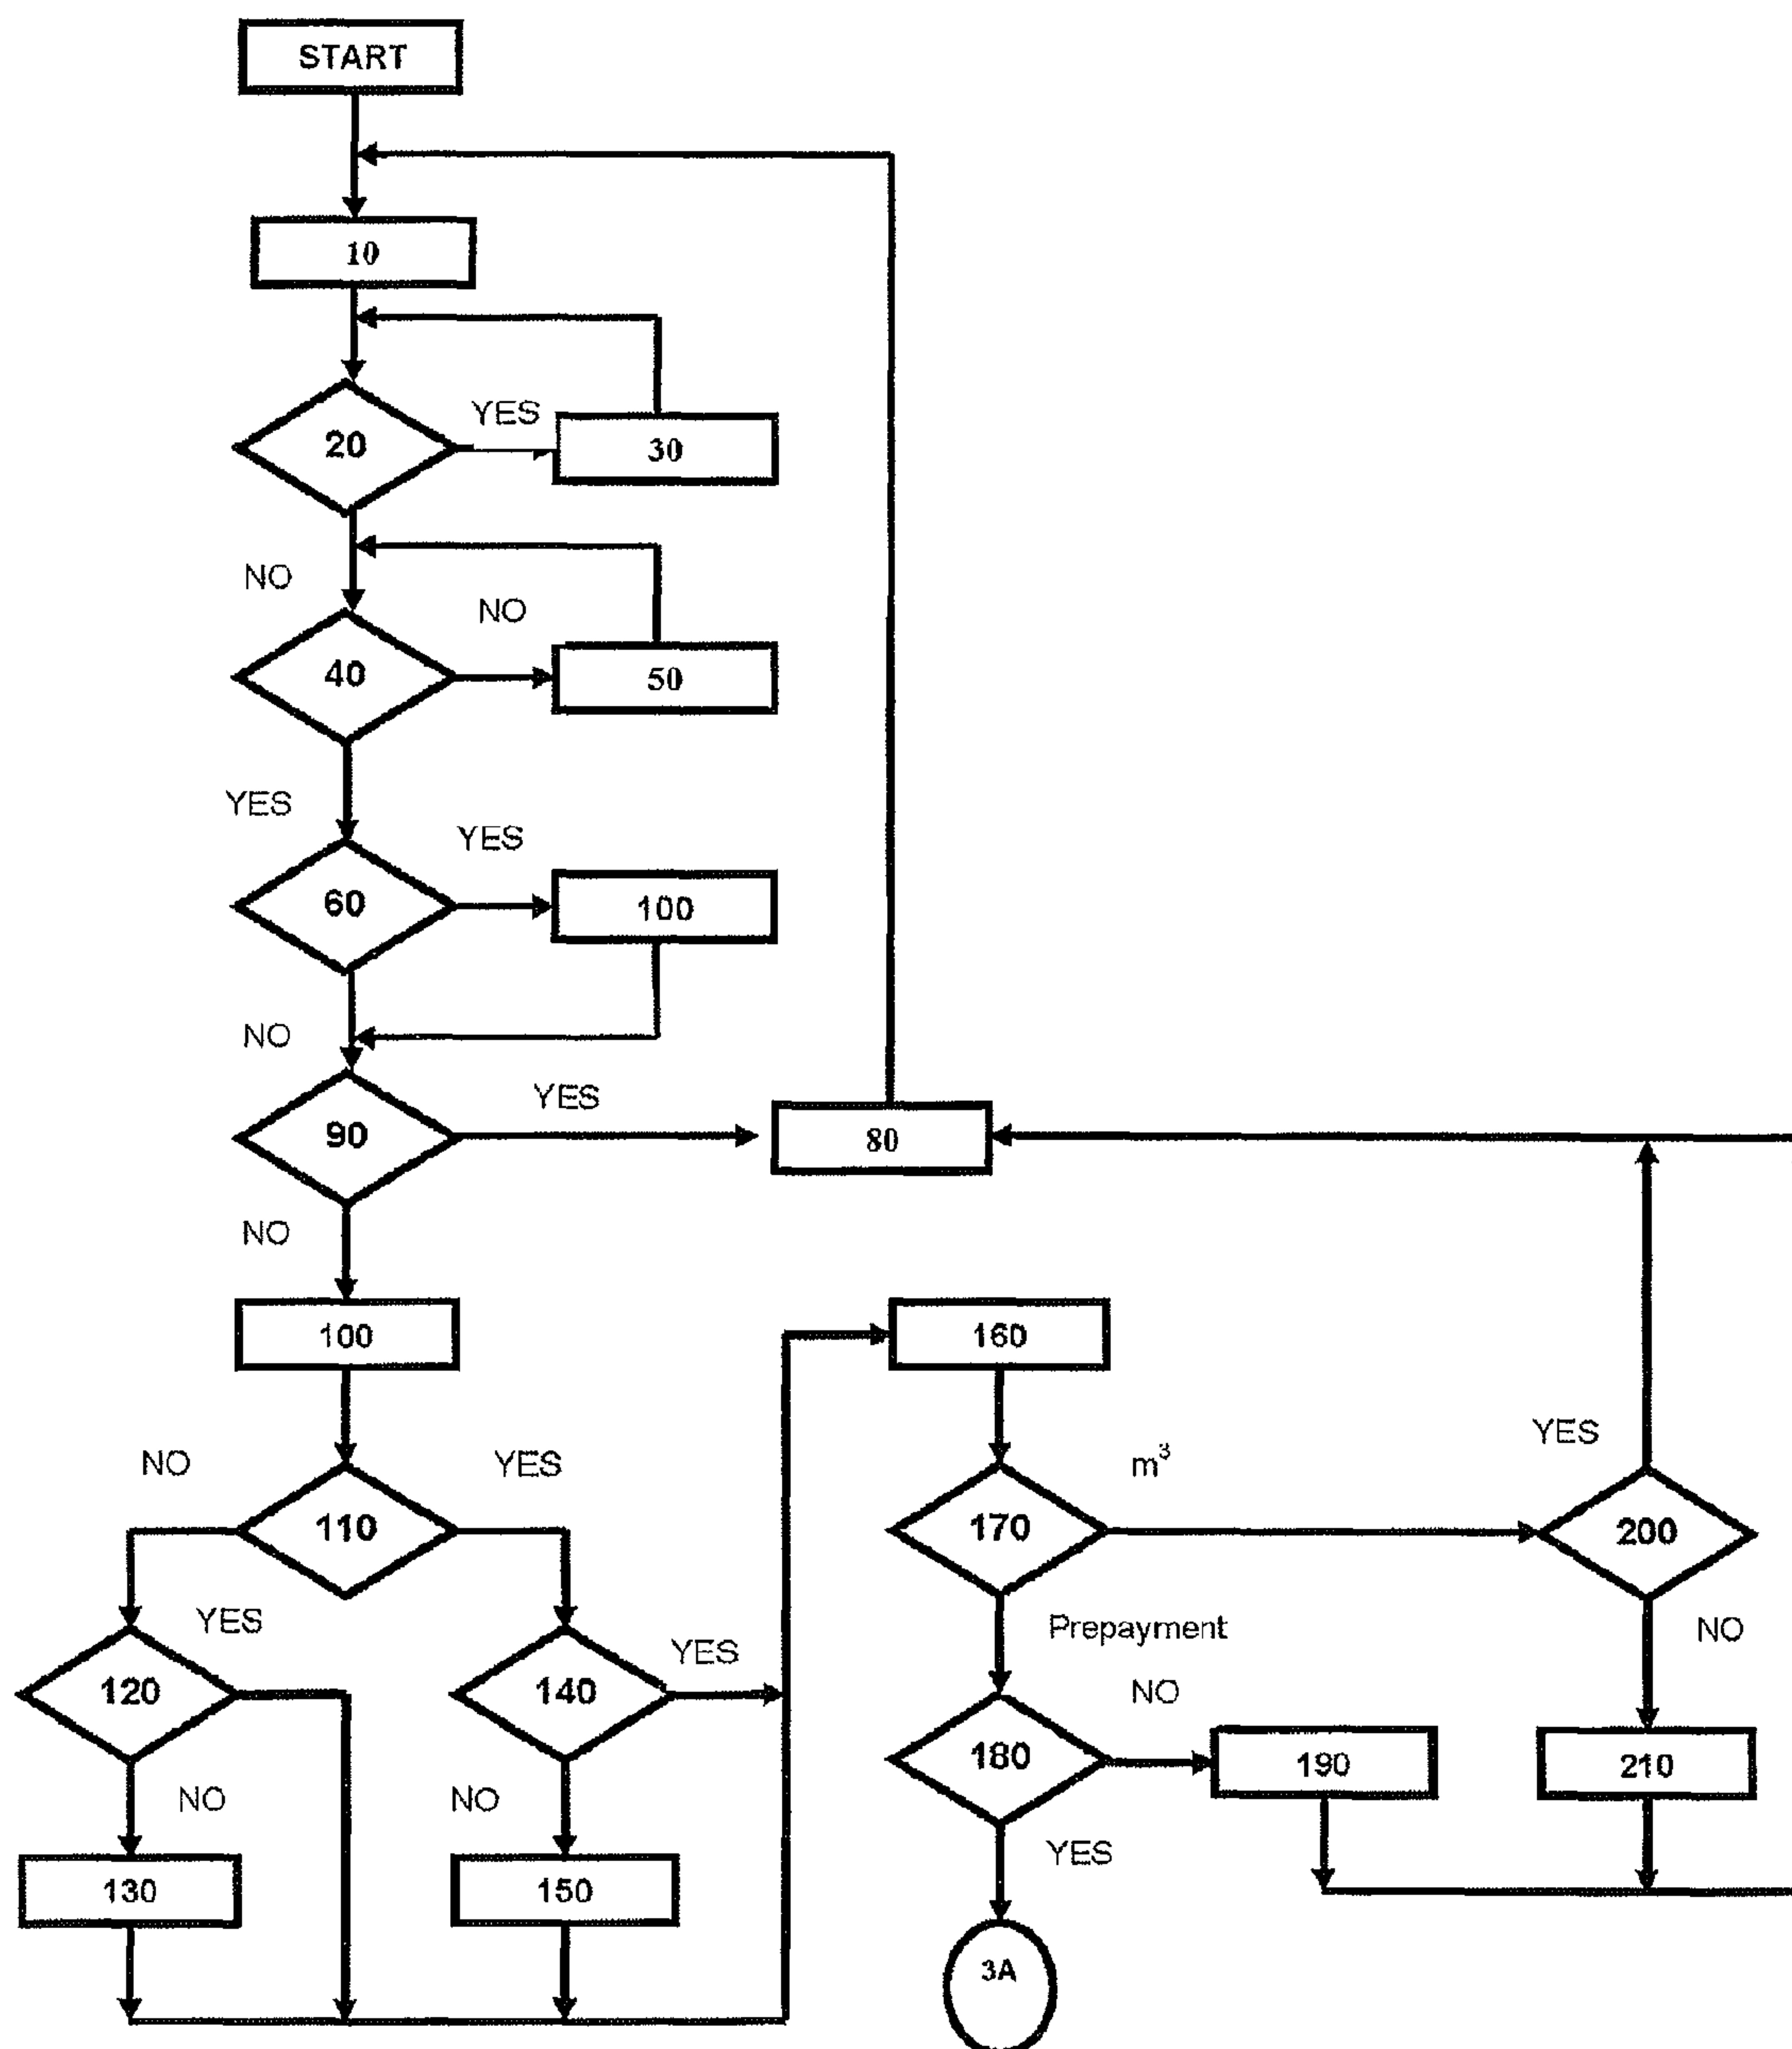 START
10
YES
20
30
NO
NO
40
50
YES
YES
60
100
NO
YES
90
80
NO
100
160
YES
NO
YES
m³
110
170
200
YES
Prepayment
NO
YES
120
140
NO
180
190
210
NO
NO
YES
130
150
3A